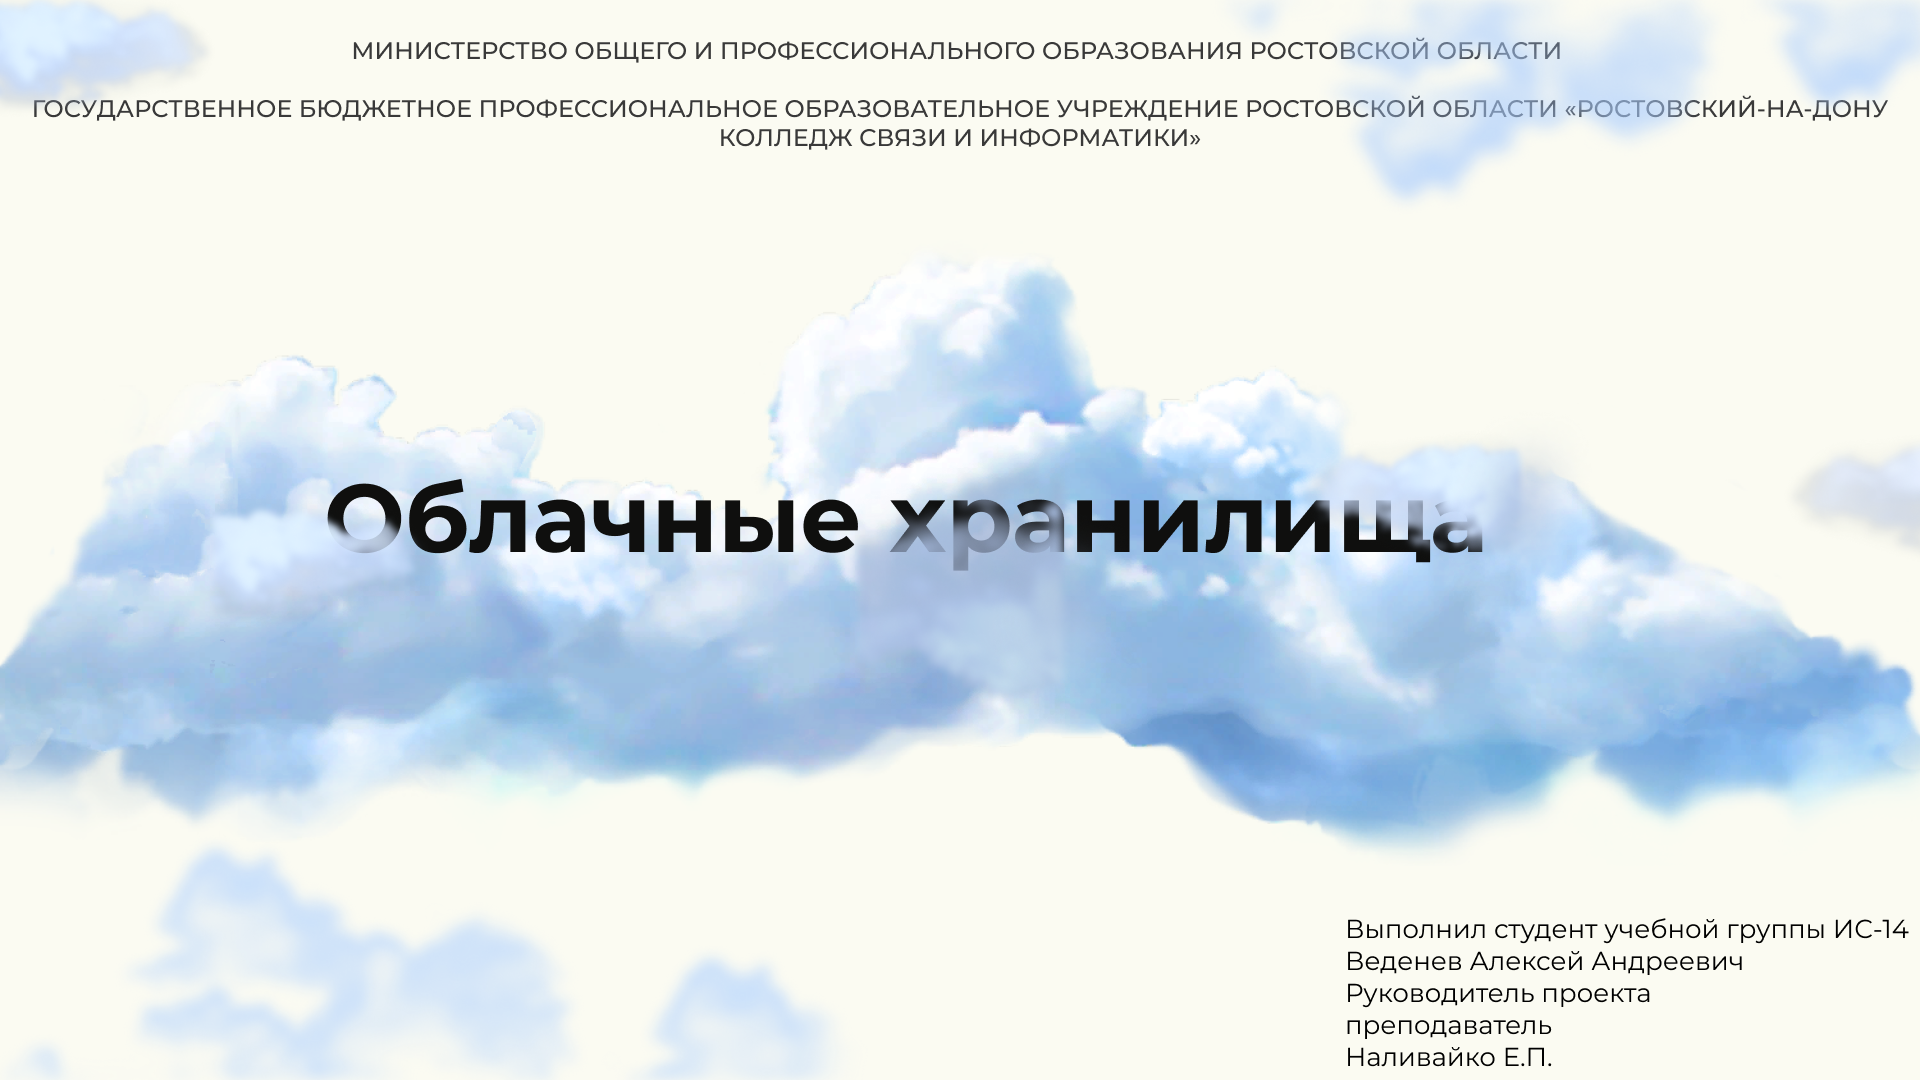 МИНИСТЕРСТВО ОБЩЕГО И ПРОФЕССИОНАЛЬНОГО ОБРАЗОВАНИЯ РОСТОВСКОЙ ОБЛАСТИ
ГОСУДАРСТВЕННОЕ БЮДЖЕТНОЕ ПРОФЕССИОНАЛЬНОЕ ОБРАЗОВАТЕЛЬНОЕ УЧРЕЖДЕНИЕ РОСТОВСКОЙ ОБЛАСТИ «РОСТОВСКИЙ-НА-ДОНУ
КОЛЛЕДЖ СВЯЗИ И ИНФОРМАТИКИ»
Облачные хранилища
Выполнил студент учебной группы ИС-14
Веденев Алексей Андреевич
Руководитель проекта
преподаватель
Наливайко Е.П.